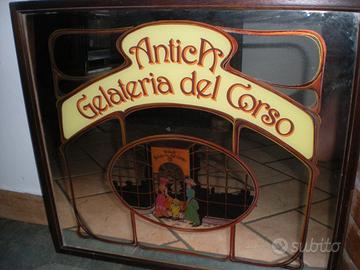 Antica
Gelateria del Corso
subito